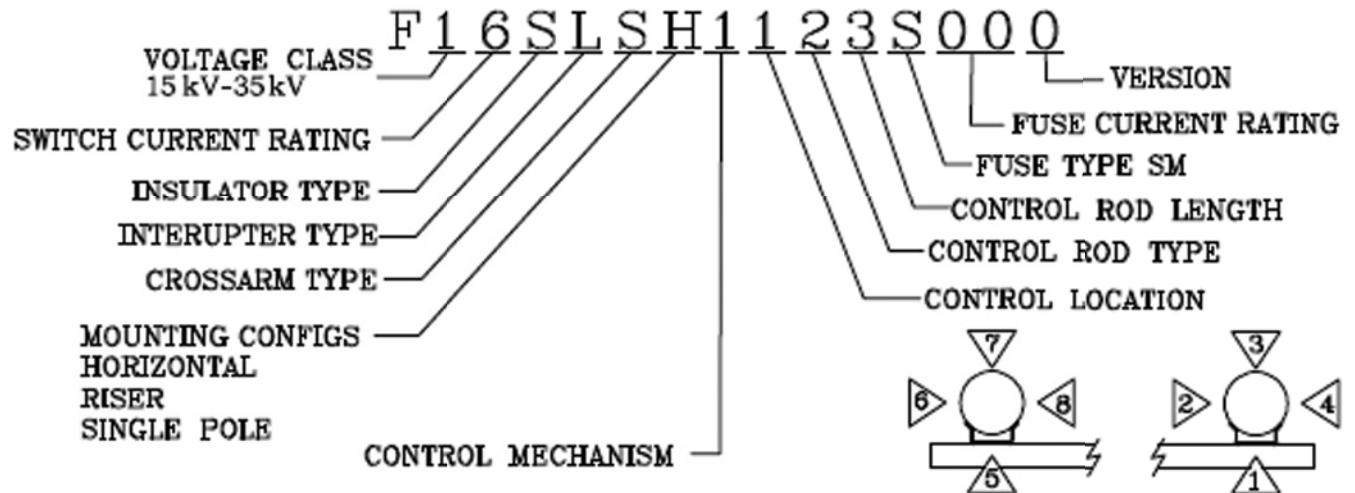 F16SLSH1123S000
VOLTAGE CLASS
15 kV-35kV
SWITCH CURRENT RATING
INSULATOR TYPE
INTERUPTER TYPE
CROSSARM TYPE
MOUNTING CONFIGS
HORIZONTAL
RISER
SINGLE POLE
CONTROL MECHANISM
VERSION
FUSE CURRENT RATING
FUSE TYPE SM
CONTROL ROD LENGTH
CONTROL ROD TYPE
CONTROL LOCATION
7
6
8
5
3
2
4
1